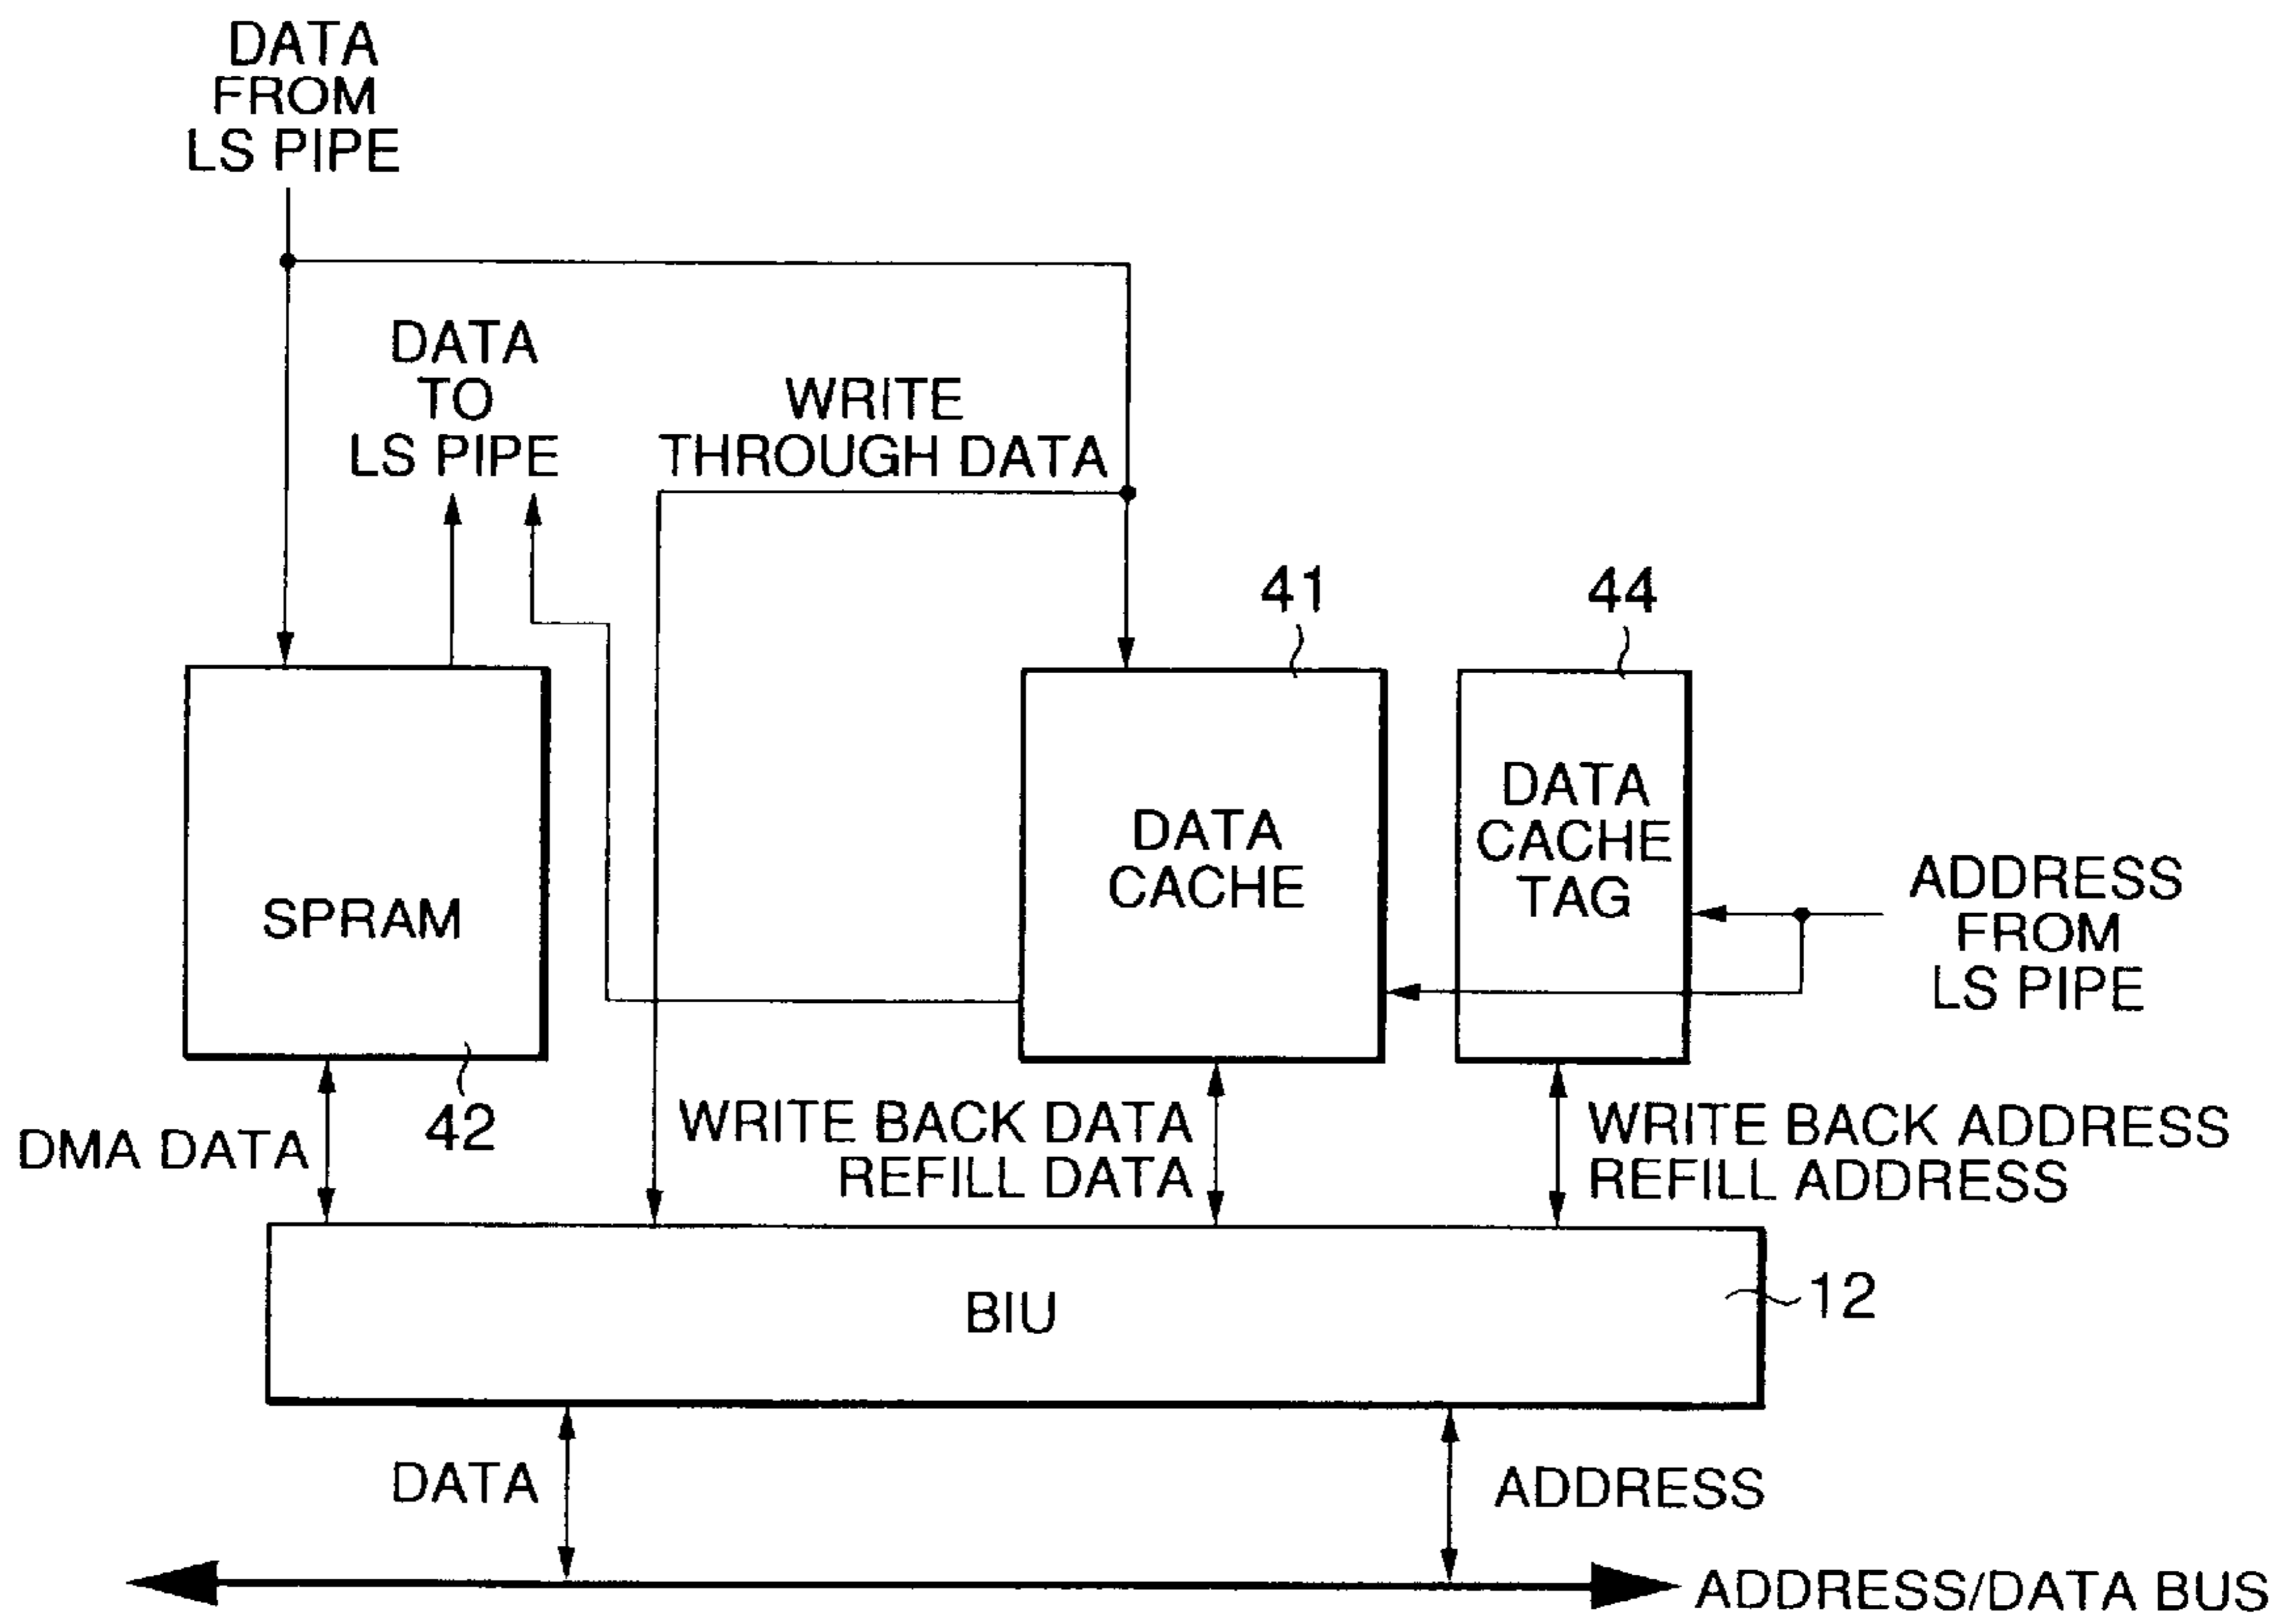 DATA
FROM
LS PIPE
DATA
TO
LS PIPE
WRITE
THROUGH DATA
41
44
SPRAM
DATA
CACHE
DATA
CACHE
TAG
ADDRESS
FROM
LS PIPE
42
DMA DATA
WRITE BACK DATA
REFILL DATA
WRITE BACK ADDRESS
REFILL ADDRESS
BIU
12
DATA
ADDRESS
ADDRESS/DATA BUS